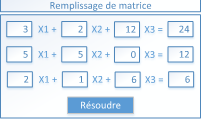 Remplissage de matrice
3 X1 + 2 X2 + 12 X3 = 24
5 X1 + 5 X2 + 0 X3 = 12
2 X1 + 1 X2 + 6 X3 = 6
Résoudre